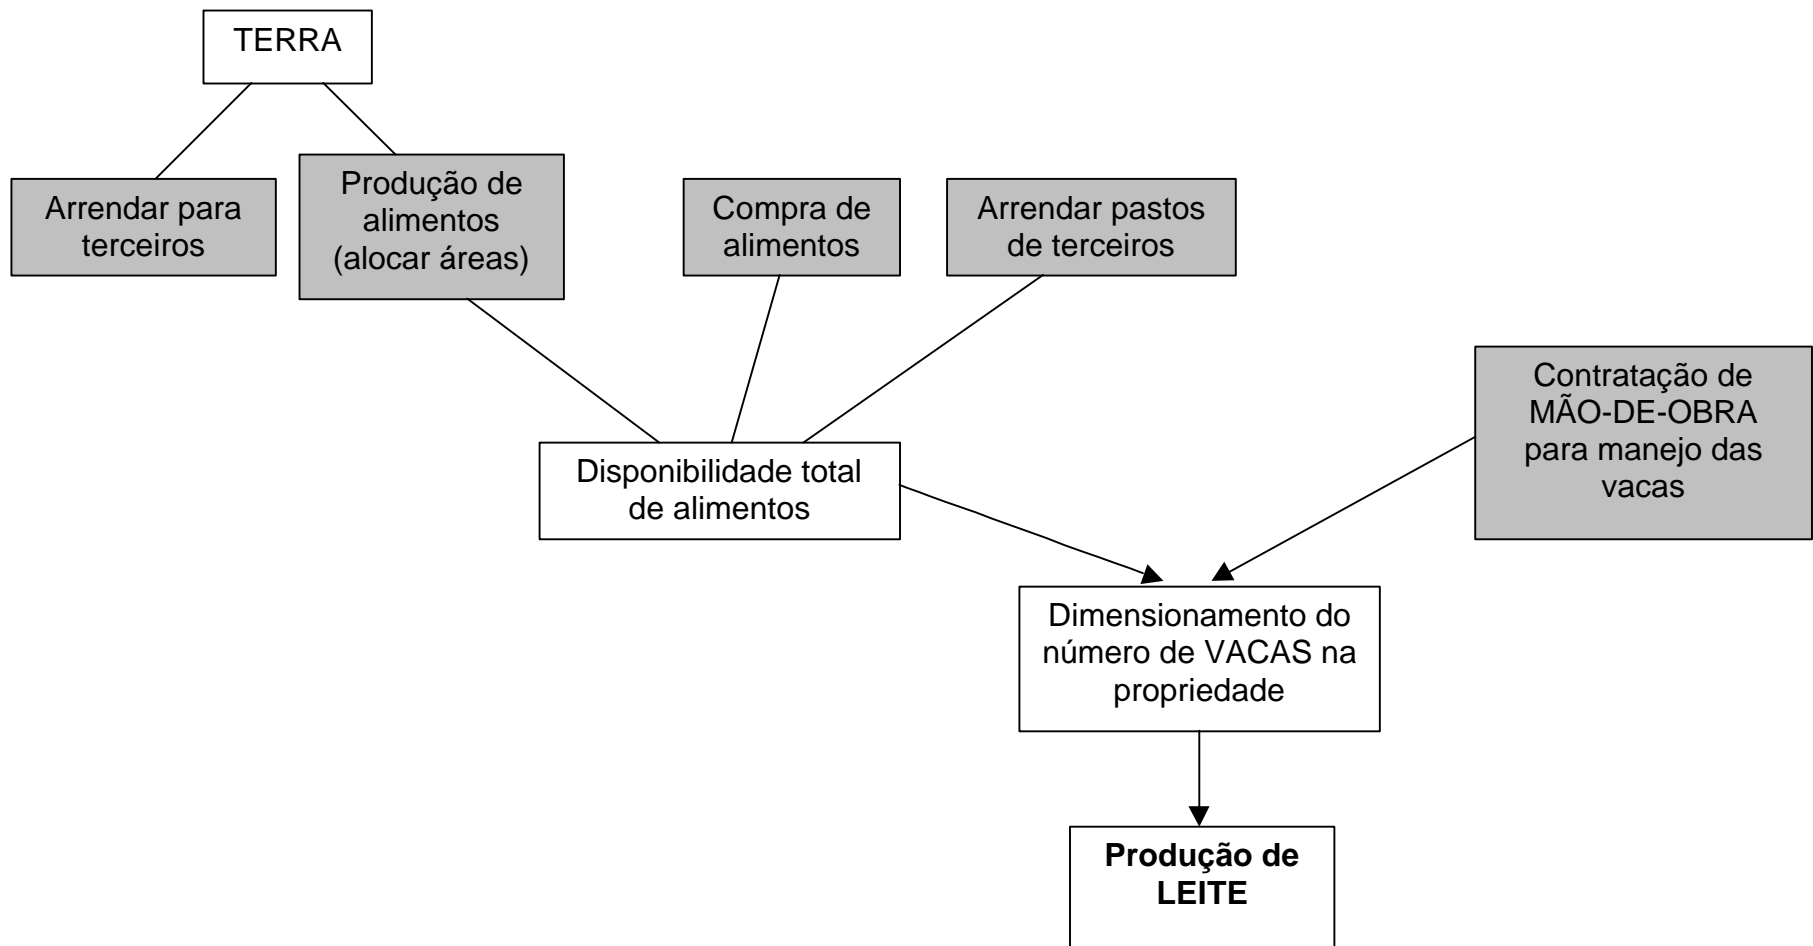 TERRA
Arrendar para
terceiros
Produção de
alimentos
(alocar áreas)
Compra de
alimentos
Arrendar pastos
de terceiros
Contratação de
MÃO-DE-OBRA
para manejo das
vacas
Disponibilidade total
de alimentos
Dimensionamento do
número de VACAS na
propriedade
Produção de
LEITE